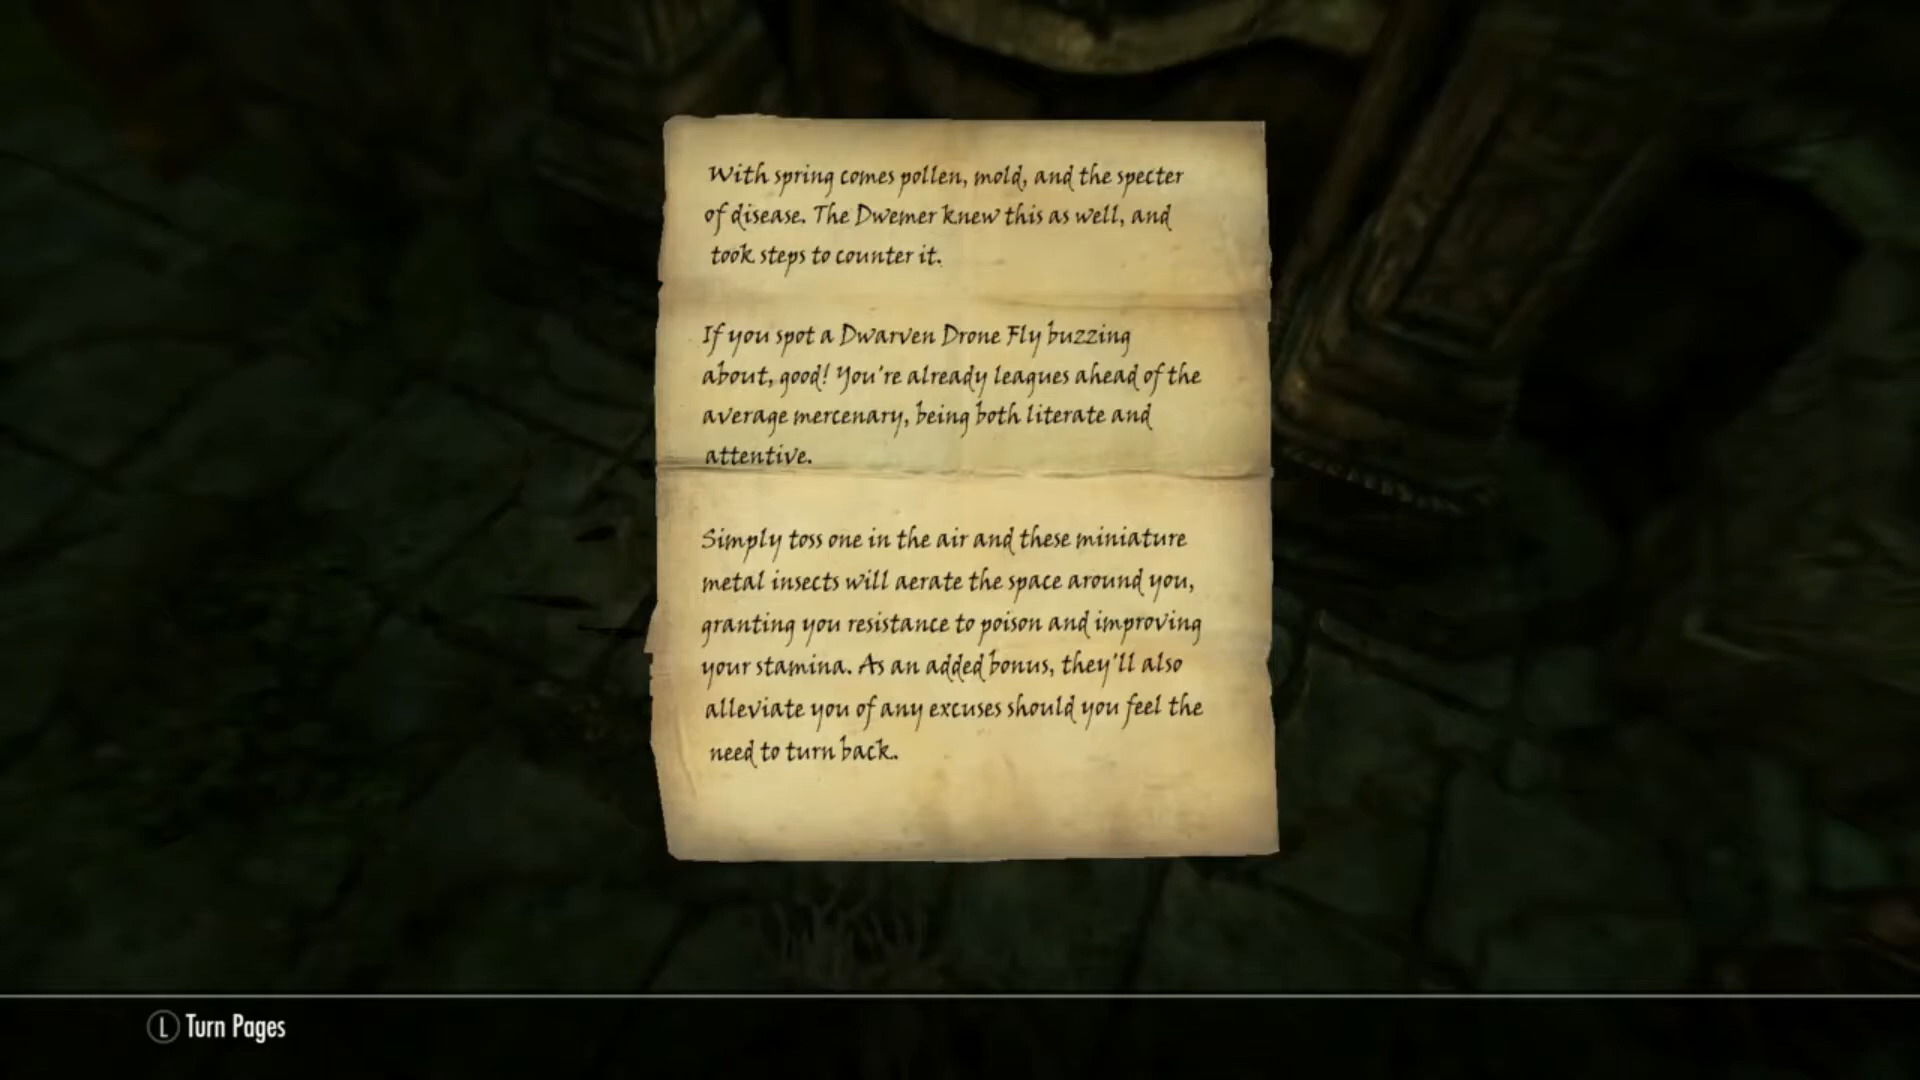 With spring comes pollen, mold, and the specter
of disease. The Dwemer knew this as well, and
took steps to counter it.
If you spot a Dwarven Drone Fly buzzing
about, good! You're already leagues ahead of the
average mercenary, being both literate and
attentive.
Simply toss one in the air and these miniature
metal insects will aerate the space around you,
granting you resistance to poison and improving
your stamina. As an added bonus, they'll also
alleviate you of any excuses should you feel the
need to turn back.
L Turn Pages